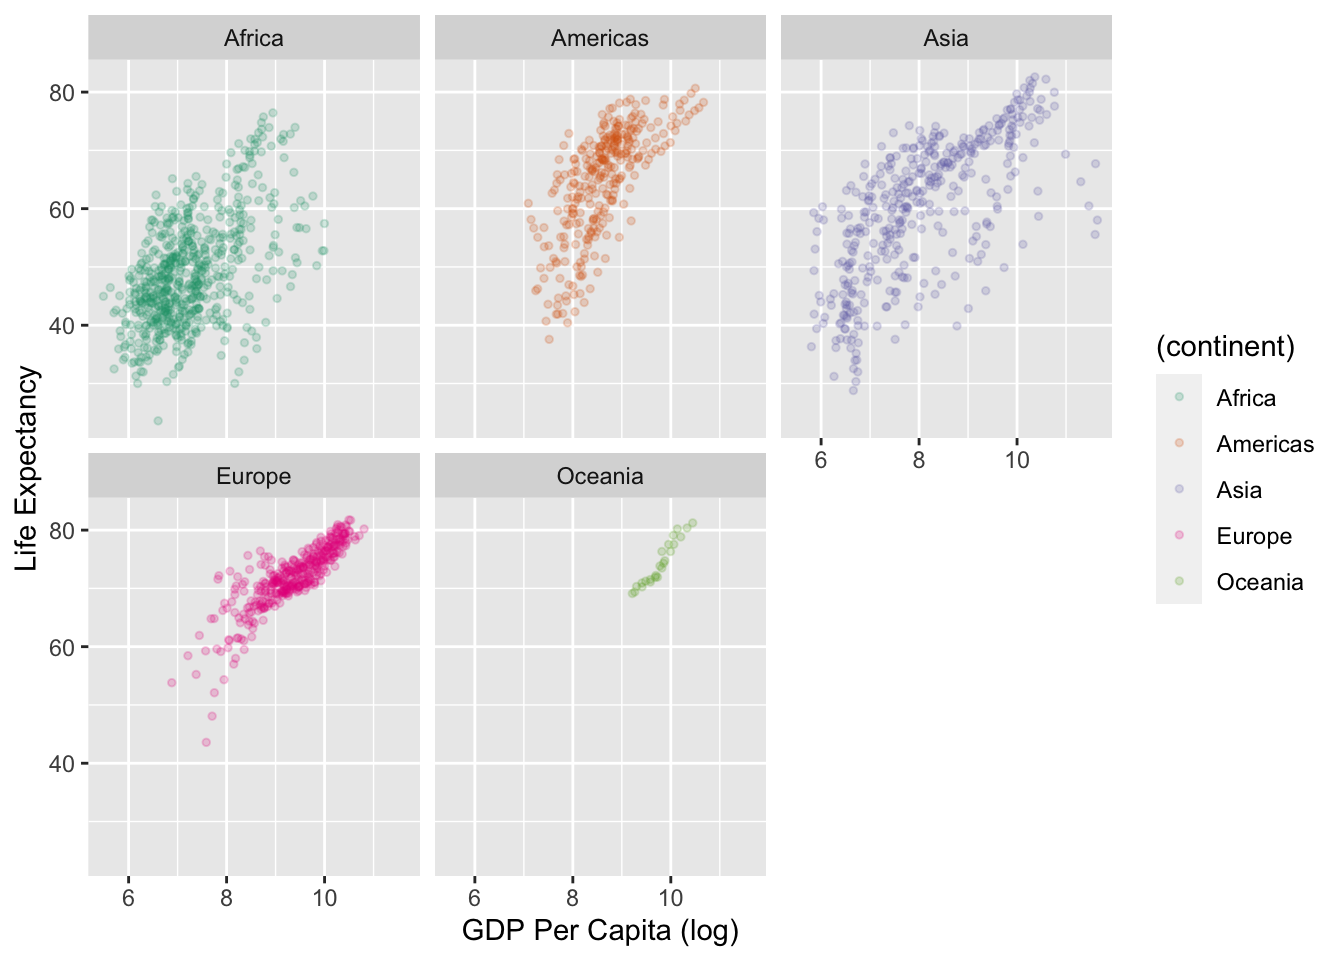 Africa
Americas
Asia
80
60
40
6 8 10
Life Expectancy
Europe
Oceania
80
60
40
6 8 10
6 8 10
GDP Per Capita (log)
(continent)
Africa
Americas
Asia
Europe
Oceania